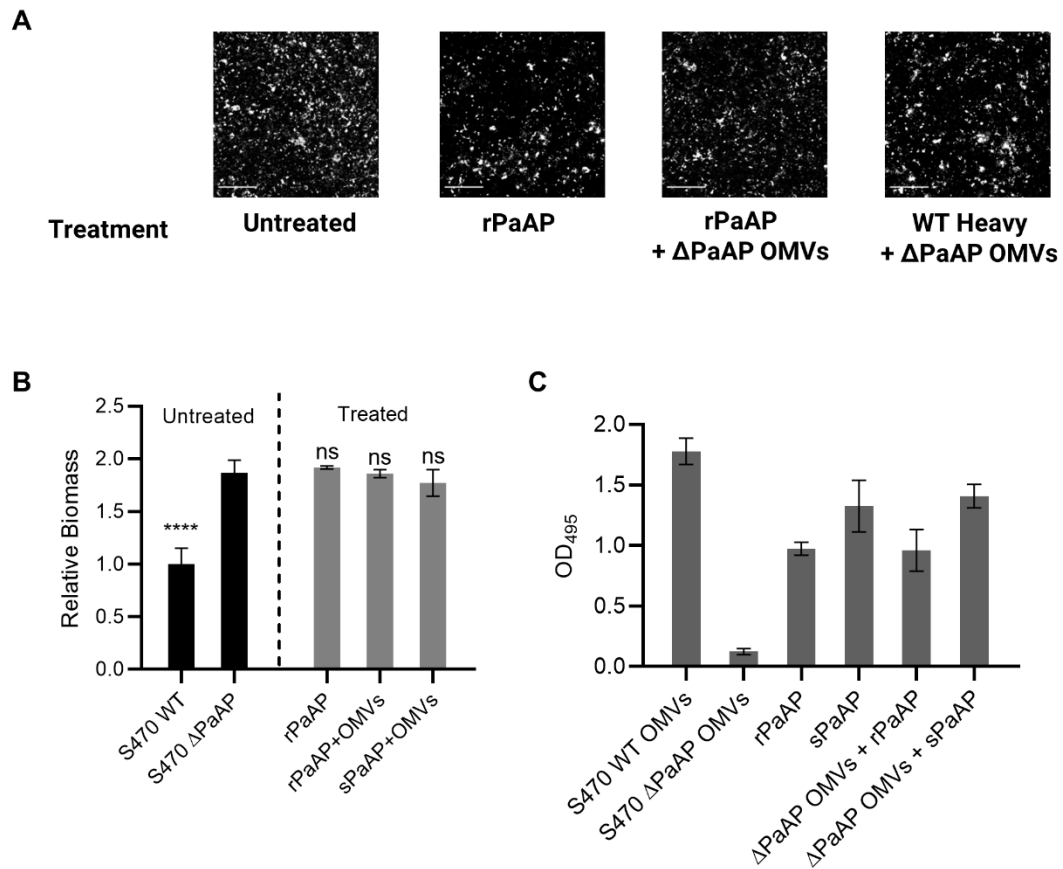 A
Treatment
Untreated
rPaAP
rPaAP
+ ΔPaAP OMVs
WT Heavy
+ ΔPaAP OMVs
B
Untreated
Treated
Relative Biomass
2.5
2.0
1.5
1.0
0.5
0.0
****
ns
ns
ns
S470 WT
S470 ΔPaAP
rPaAP
rPaAP+OMVs
sPaAP+OMVs
C
OD495
2.0
1.5
1.0
0.5
0.0
S470 WT OMVs
S470 ΔPaAP OMVs
rPaAP
sPaAP
ΔPaAP OMVs + rPaAP
ΔPaAP OMVs + sPaAP